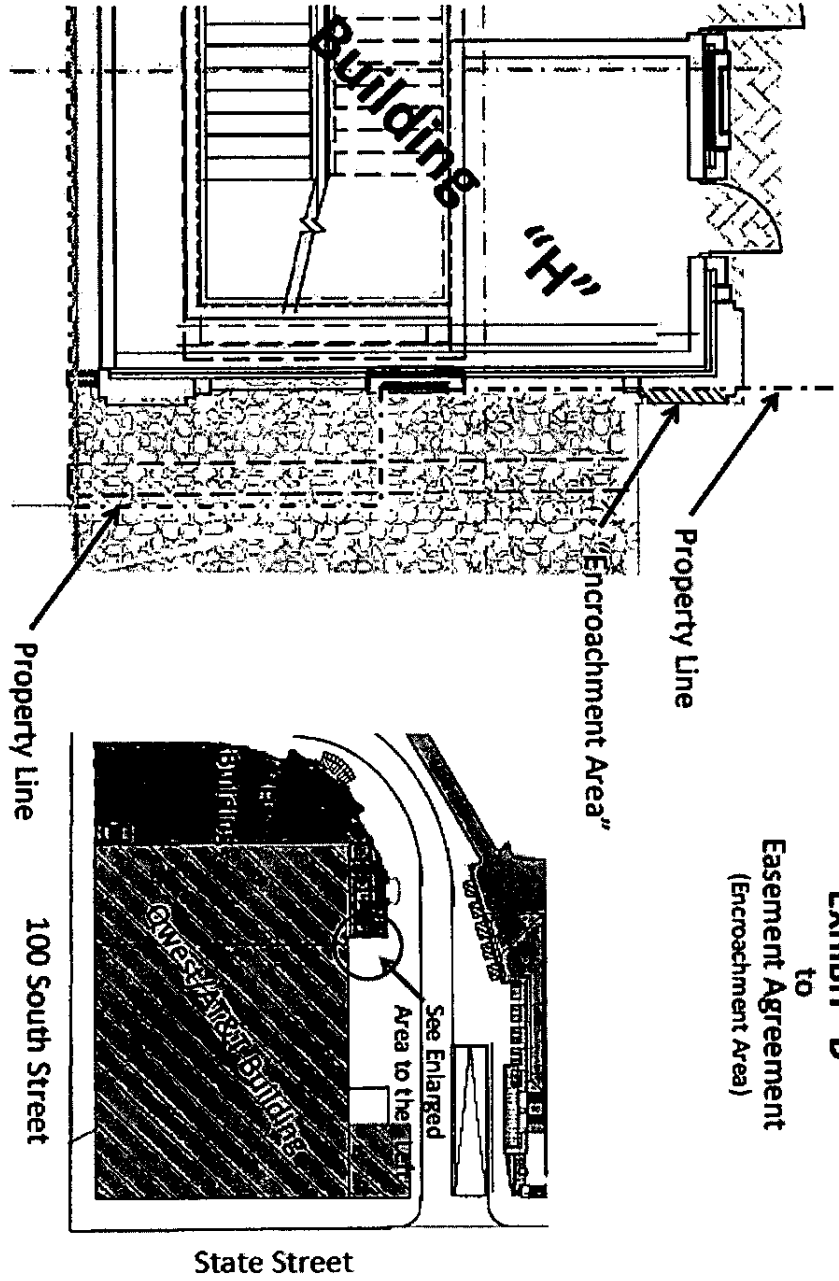 EXHIBIT "D"
to
Easement Agreement
(Encroachment Area)
Building
"H"
Property Line
"Encroachment Area"
Property Line
Building
Qwest/AT&T Building
See Enlarged
Area to the Left
100 South Street
State Street